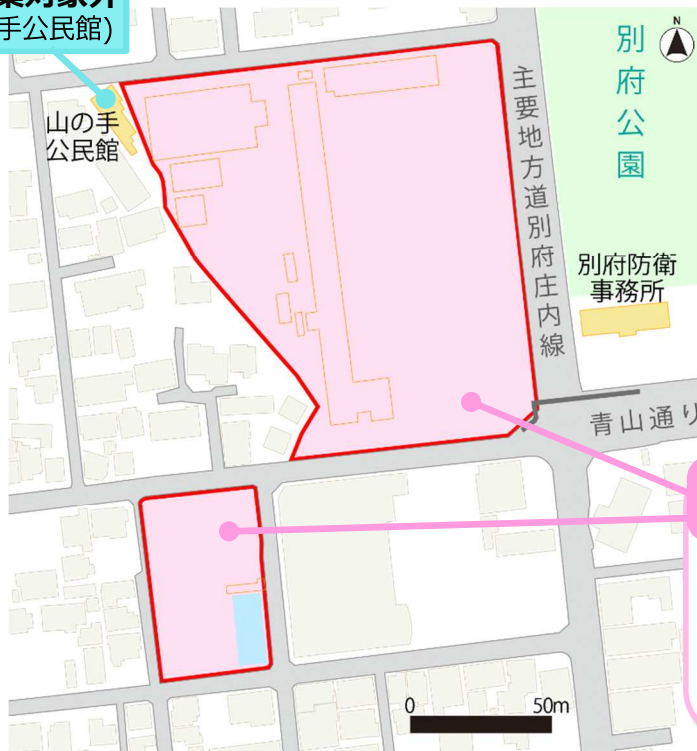 手公民館)
山の手
公民館
主要地方道別府庄内線
別府公園
N
別府防衛
事務所
青山通り
0 50m